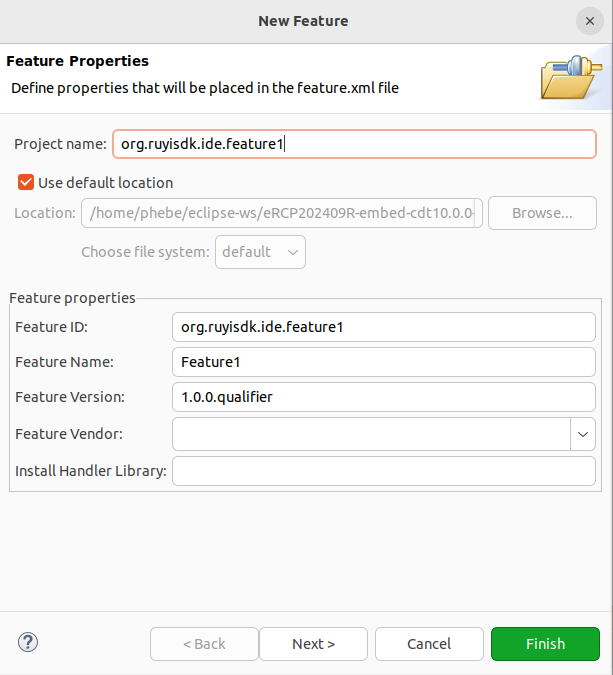 New Feature
Feature Properties
Define properties that will be placed in the feature.xml file
Project name: org.ruyisdk.ide.feature1
Use default location
Location: /home/phebe/eclipse-ws/eRCP202409R-embed-cdt10.0.0- Browse...
Choose file system: default
Feature properties
Feature ID: org.ruyisdk.ide.feature1
Feature Name: Feature1
Feature Version: 1.0.0.qualifier
Feature Vendor:
Install Handler Library:
? < Back Next > Cancel Finish